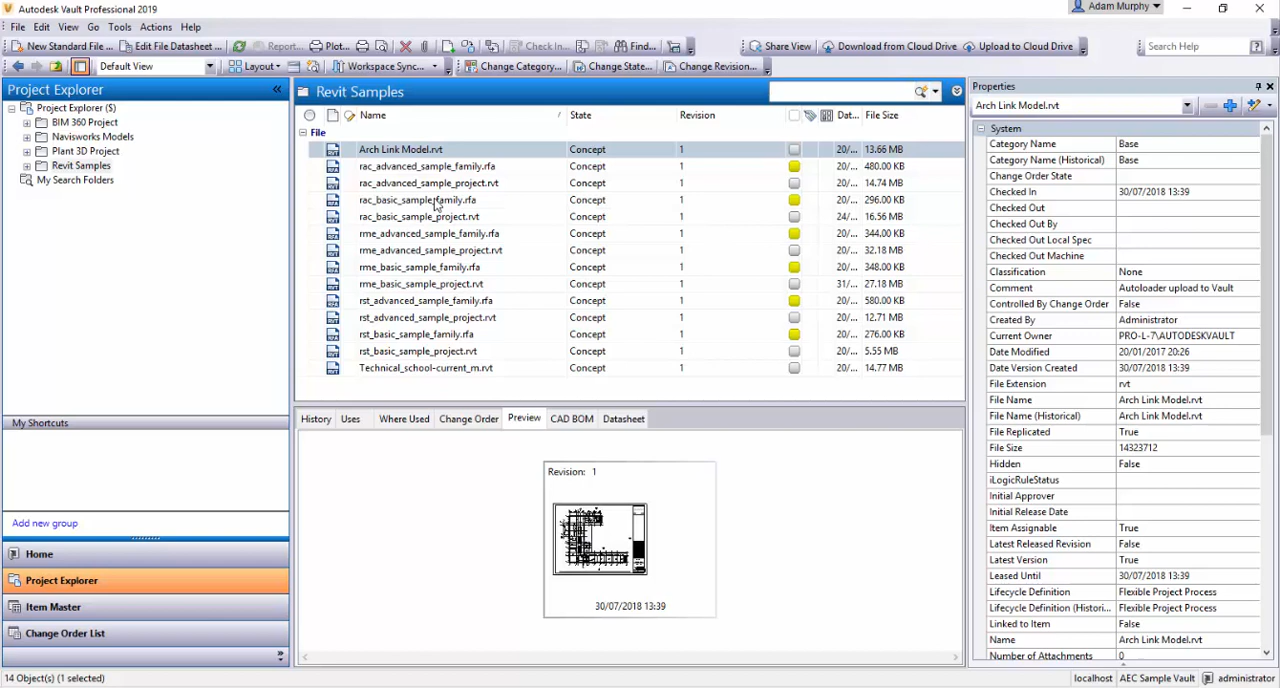 Autodesk Vault Professional 2019
Adam Murphy
File Edit View Go Tools Actions Help
New Standard File ... Edit File Datasheet ... Report... Plot... Check In... Find... Share View Download from Cloud Drive Upload to Cloud Drive Search Help
Default View Layout Workspace Sync... Change Category... Change State... Change Revision...
Project Explorer
Project Explorer ($)
BIM 360 Project
Navisworks Models
Plant 3D Project
Revit Samples
My Search Folders
My Shortcuts
Add new group
Home
Project Explorer
Item Master
Change Order List
Revit Samples
Name State Revision Dat... File Size
File
Arch Link Model.rvt Concept 1 20/... 13.66 MB
rac_advanced_sample_family.rfa Concept 1 20/... 480.00 KB
rac_advanced_sample_project.rvt Concept 1 20/... 14.74 MB
rac_basic_sample_family.rfa Concept 1 20/... 296.00 KB
rac_basic_sample_project.rvt Concept 1 24/... 16.56 MB
rme_advanced_sample_family.rfa Concept 1 20/... 344.00 KB
rme_advanced_sample_project.rvt Concept 1 20/... 32.18 MB
rme_basic_sample_family.rfa Concept 1 20/... 348.00 KB
rme_basic_sample_project.rvt Concept 1 31/... 27.18 MB
rst_advanced_sample_family.rfa Concept 1 20/... 580.00 KB
rst_advanced_sample_project.rvt Concept 1 20/... 12.71 MB
rst_basic_sample_family.rfa Concept 1 20/... 276.00 KB
rst_basic_sample_project.rvt Concept 1 20/... 5.55 MB
Technical_school-current_m.rvt Concept 1 20/... 14.77 MB
History Uses Where Used Change Order Preview CAD BOM Datasheet
Revision: 1
30/07/2018 13:39
Properties
Arch Link Model.rvt
System
Category Name Base
Category Name (Historical) Base
Change Order State
Checked In 30/07/2018 13:39
Checked Out
Checked Out By
Checked Out Local Spec
Checked Out Machine
Classification None
Comment Autoloader upload to Vault
Controlled By Change Order False
Created By Administrator
Current Owner PRO-L-7\AUTODESKVAULT
Date Modified 20/01/2017 20:26
Date Version Created 30/07/2018 13:39
File Extension rvt
File Name Arch Link Model.rvt
File Name (Historical) Arch Link Model.rvt
File Replicated True
File Size 14323712
Hidden False
iLogicRuleStatus
Initial Approver
Initial Release Date
Item Assignable True
Latest Released Revision False
Latest Version True
Leased Until 30/07/2018 13:39
Lifecycle Definition Flexible Project Process
Lifecycle Definition (Histori... Flexible Project Process
Linked to Item False
Name Arch Link Model.rvt
Number of Attachments 0
14 Object(s) (1 selected)
localhost AEC Sample Vault administrator